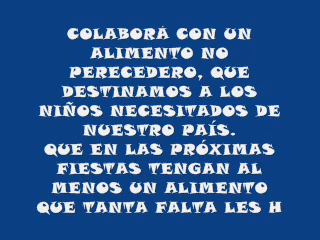 COLABORÁ CON UN
ALIMENTO NO
PERECEDERO, QUE
DESTINAMOS A LOS
NIÑOS NECESITADOS DE
NUESTRO PAÍS.
QUE EN LAS PRÓXIMAS
FIESTAS TENGAN AL
MENOS UN ALIMENTO
QUE TANTA FALTA LES H